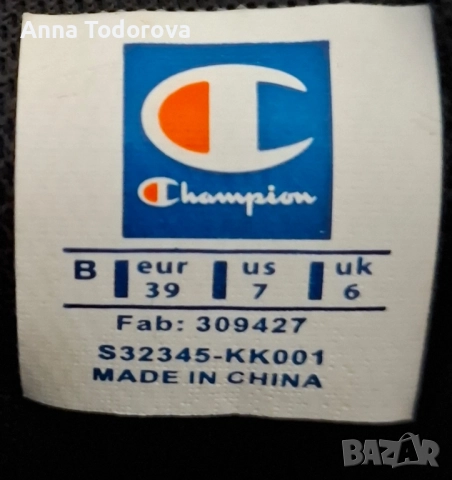 Anna Todorova
Champion
B eur us uk
39 7 6
Fab: 309427
S32345-KK001
MADE IN CHINA
BAZAR